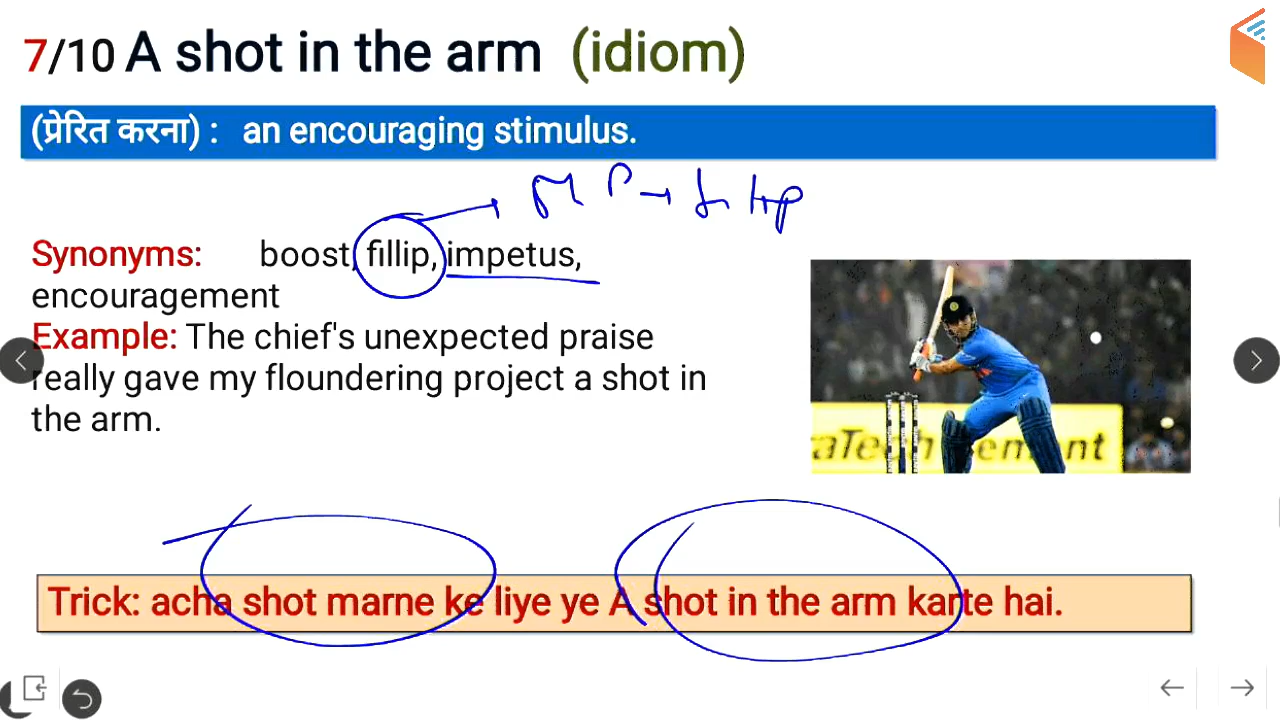 7/10 A shot in the arm (idiom)
(प्रेरित करना) : an encouraging stimulus.
Synonyms: boost, fillip, impetus,
encouragement
Example: The chief's unexpected praise
really gave my floundering project a shot in
the arm.
Trick: acha shot marne ke liye ye A shot in the arm karte hai.